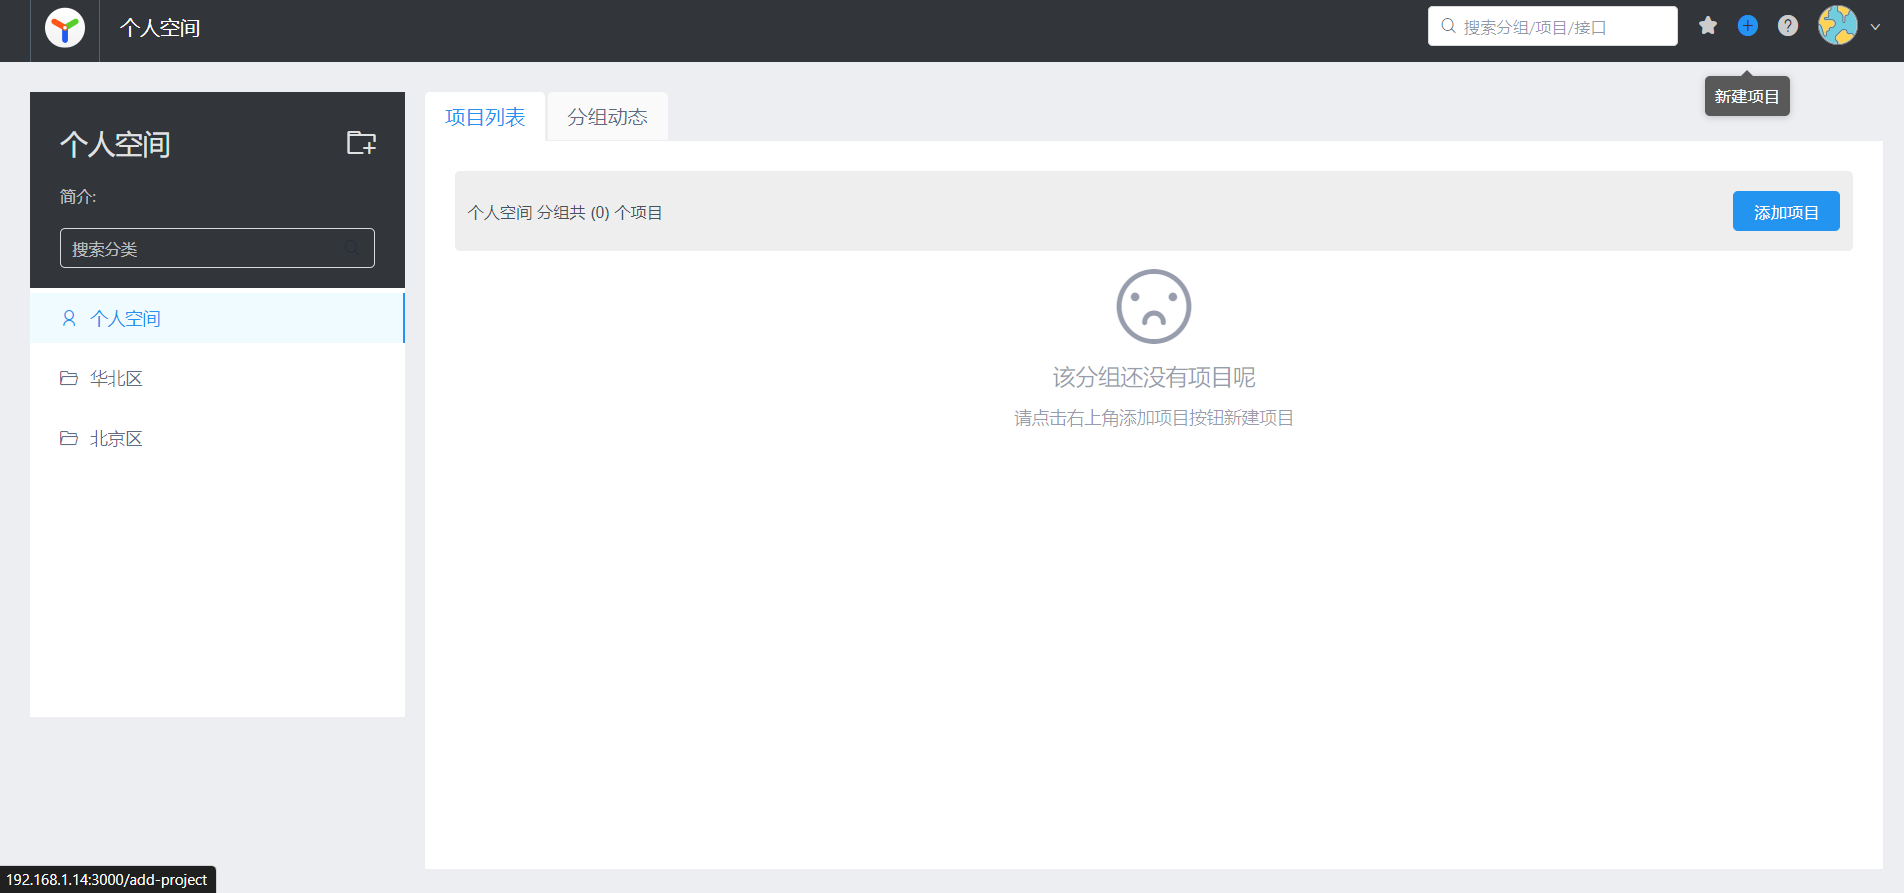 个人空间
搜索分组/项目/接口
新建项目
个人空间
简介:
搜索分类
个人空间
华北区
北京区
项目列表
分组动态
个人空间 分组共 (0) 个项目
添加项目
该分组还没有项目呢
请点击右上角添加项目按钮新建项目
192.168.1.14:3000/add-project